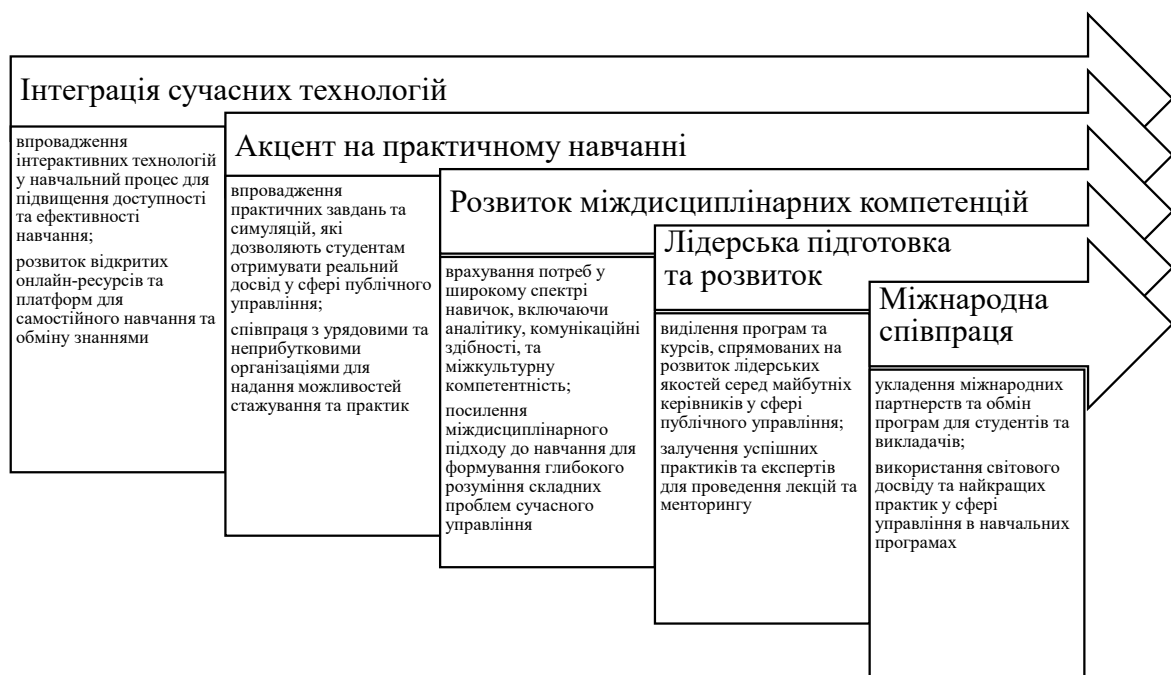 Інтеграція сучасних технологій
впровадження
інтерактивних технологій
у навчальний процес для
підвищення доступності
та ефективності
навчання;
розвиток відкритих
онлайн-ресурсів та
платформ для
самостійного навчання та
обміну знаннями
Акцент на практичному навчанні
впровадження
практичних завдань та
симуляцій, які
дозволяють студентам
отримувати реальний
досвід у сфері публічного
управління;
співпраця з урядовими та
неприбутковими
організаціями для
надання можливостей
стажування та практик
Розвиток міждисциплінарних компетенцій
врахування потреб у
широкому спектрі
навичок, включаючи
аналітику, комунікаційні
здібності, та
міжкультурну
компетентність;
посилення
міждисциплінарного
підходу до навчання для
формування глибокого
розуміння складних
проблем сучасного
управління
Лідерська підготовка
та розвиток
виділення програм та
курсів, спрямованих на
розвиток лідерських
якостей серед майбутніх
керівників у сфері
публічного управління;
залучення успішних
практиків та експертів
для проведення лекцій та
менторингу
Міжнародна
співпраця
укладення міжнародних
партнерств та обмін
програм для студентів та
викладачів;
використання світового
досвіду та найкращих
практик у сфері
управління в навчальних
програмах